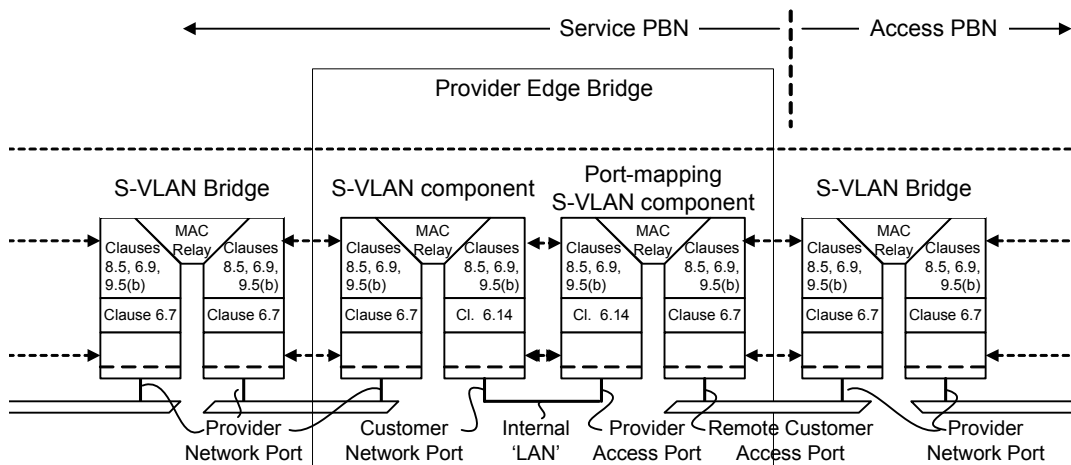 Service PBN
Access PBN
Provider Edge Bridge
S-VLAN Bridge
S-VLAN component
Port-mapping
S-VLAN component
S-VLAN Bridge
MAC
Relay
Clauses
8.5, 6.9,
9.5(b)
Clauses
8.5, 6.9,
9.5(b)
Clause 6.7
Clause 6.7
MAC
Relay
Clauses
8.5, 6.9,
9.5(b)
Clauses
8.5, 6.9,
9.5(b)
Clause 6.7
Cl. 6.14
MAC
Relay
Clauses
8.5, 6.9,
9.5(b)
Clauses
8.5, 6.9,
9.5(b)
Cl. 6.14
Clause 6.7
MAC
Relay
Clauses
8.5, 6.9,
9.5(b)
Clauses
8.5, 6.9,
9.5(b)
Clause 6.7
Clause 6.7
Provider
Network Port
Customer
Network Port
Internal
‘LAN’
Provider
Access Port
Remote Customer
Access Port
Provider
Network Port